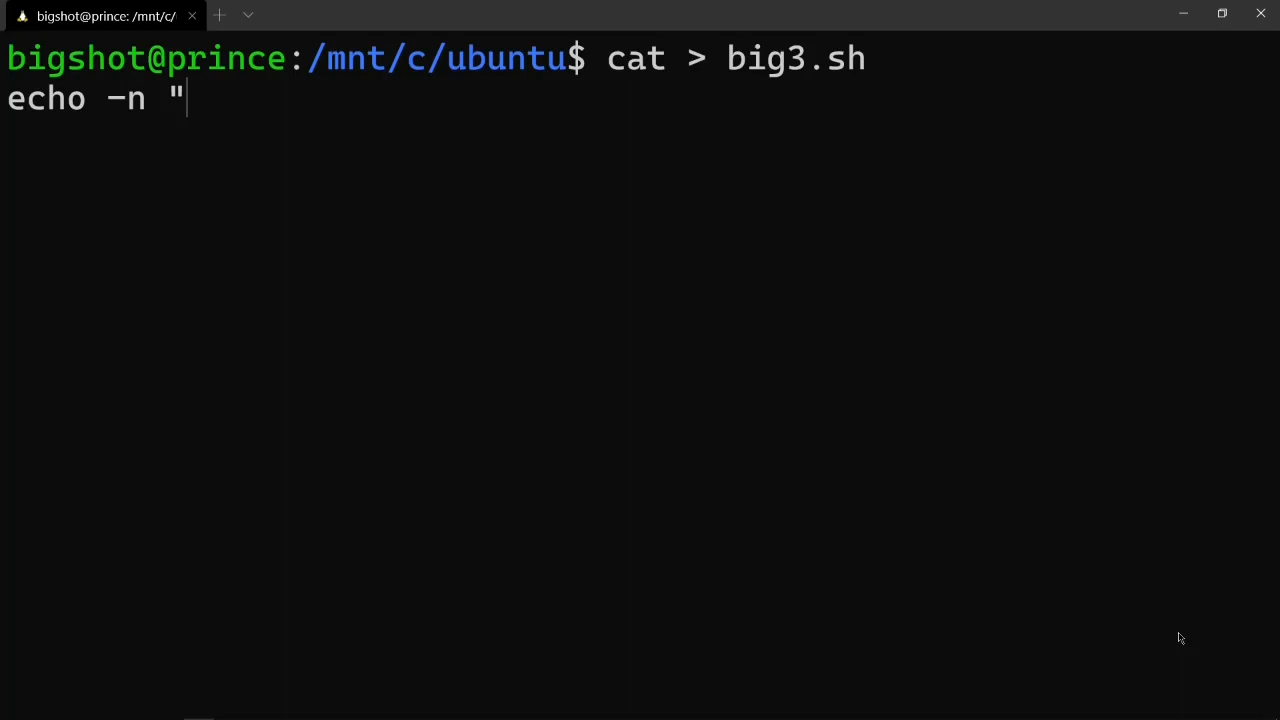 bigshot@prince: /mnt/c/
bigshot@prince:/mnt/c/ubuntu$ cat > big3.sh
echo -n "